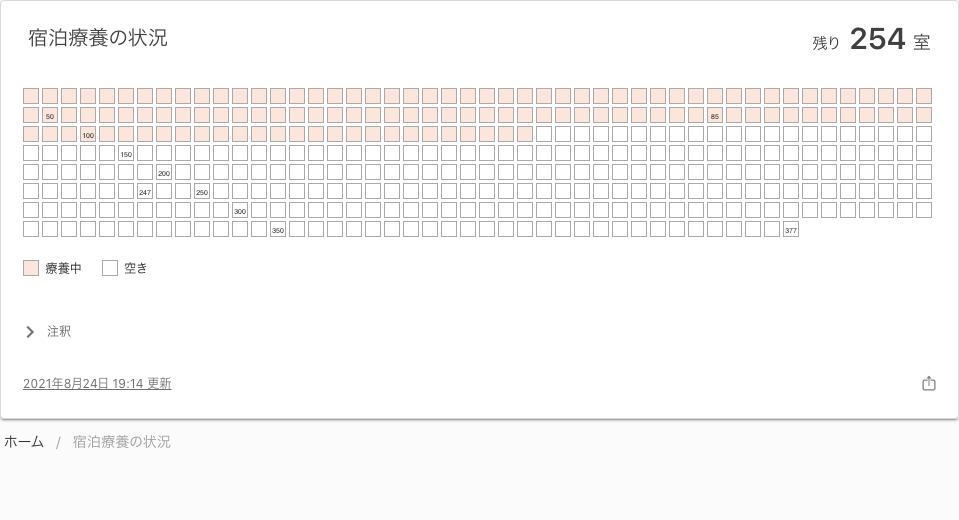 宿泊療養の状況
残り 254 室
50 85
100
150
200
247 250
300
350 377
療養中 空き
注釈
2021年8月24日 19:14 更新
ホーム / 宿泊療養の状況